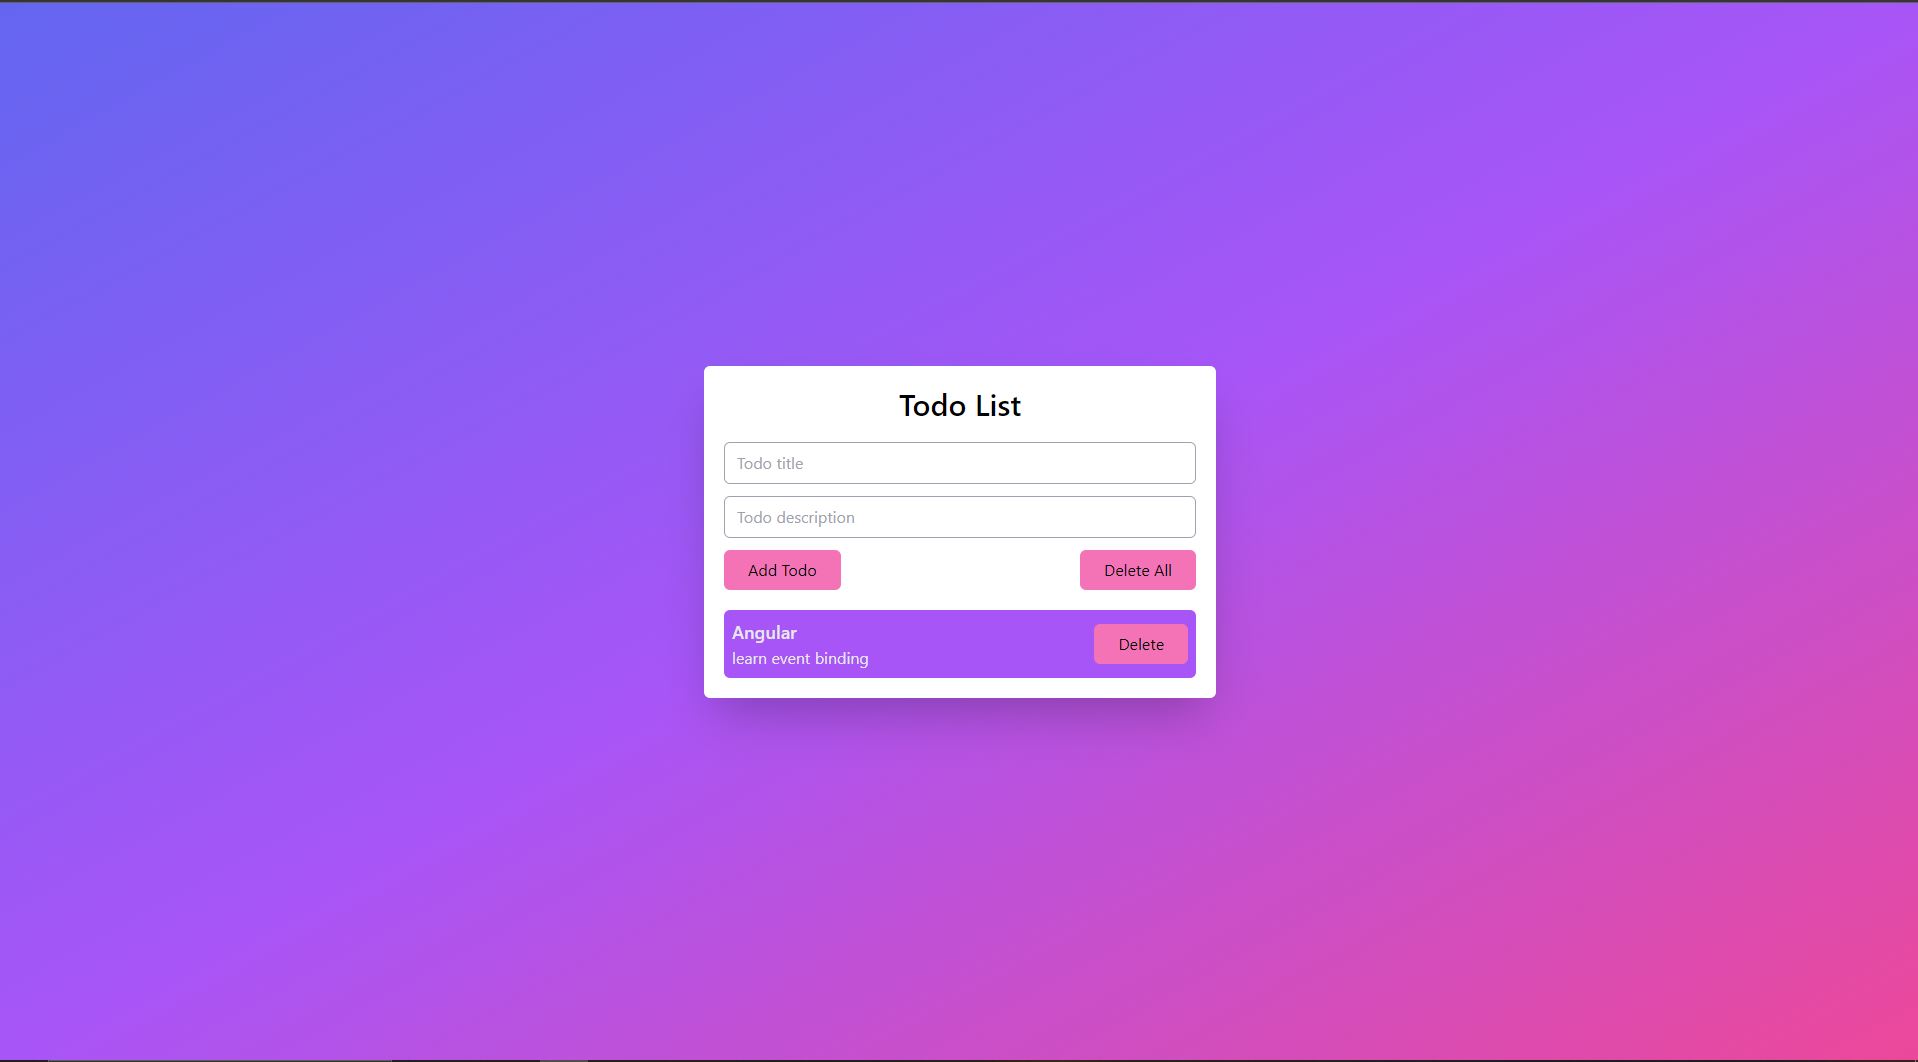 Todo List
Todo title
Todo description
Add Todo
Delete All
Angular
learn event binding
Delete